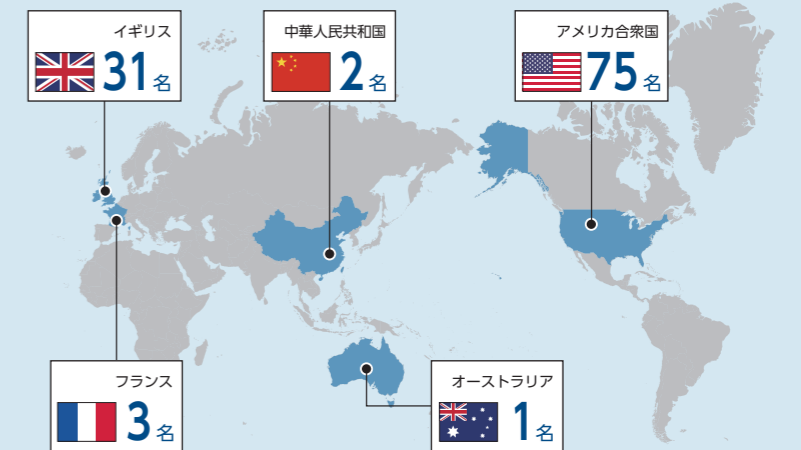 イギリス
31名
中華人民共和国
2名
アメリカ合衆国
75名
フランス
3名
オーストラリア
1名